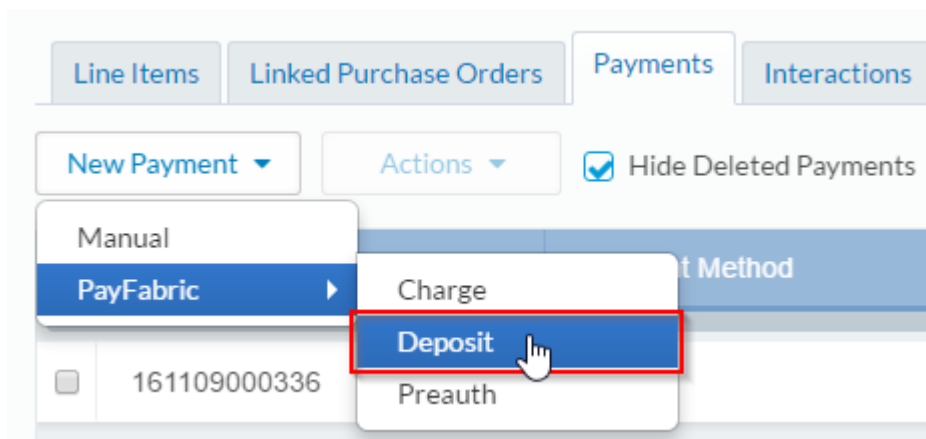 Line Items
Linked Purchase Orders
Payments
Interactions
New Payment
Actions
Hide Deleted Payments
Manual
PayFabric
Charge
Deposit
Preauth
Method
161109000336